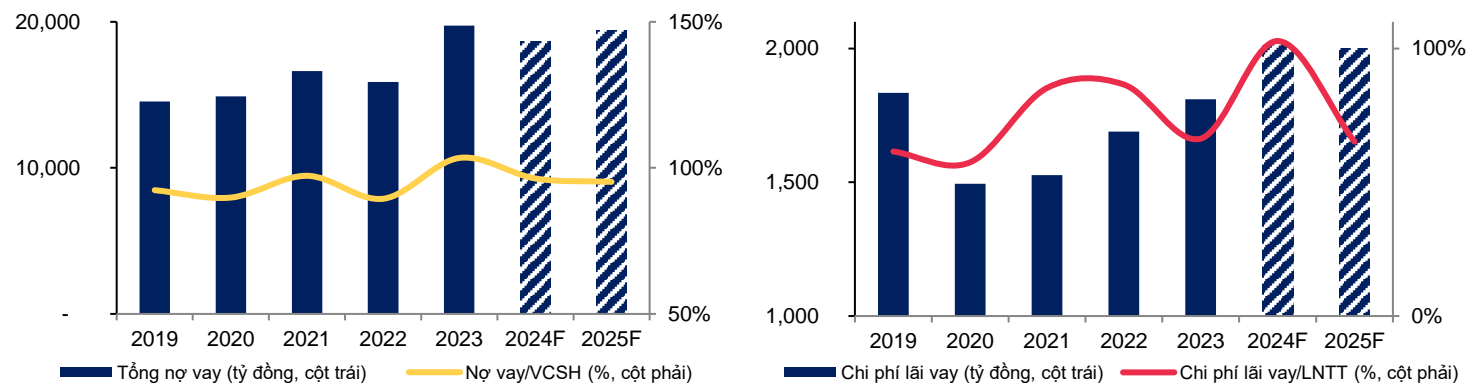 20,000
10,000
-
150%
100%
50%
2019 2020 2021 2022 2023 2024F 2025F
Tổng nợ vay (tỷ đồng, cột trái) Nợ vay/VCSH (%, cột phải)
2,000
1,500
1,000
100%
0%
2019 2020 2021 2022 2023 2024F 2025F
Chi phí lãi vay (tỷ đồng, cột trái) Chi phí lãi vay/LNTT (%, cột phải)